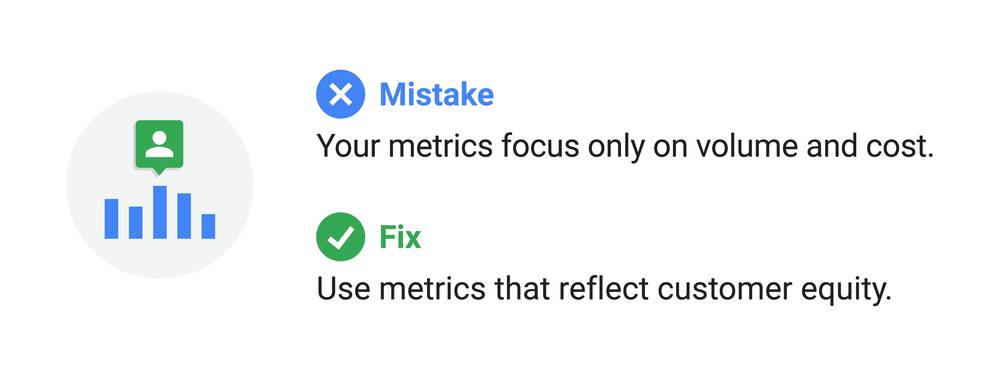 Mistake
Your metrics focus only on volume and cost.
Fix
Use metrics that reflect customer equity.